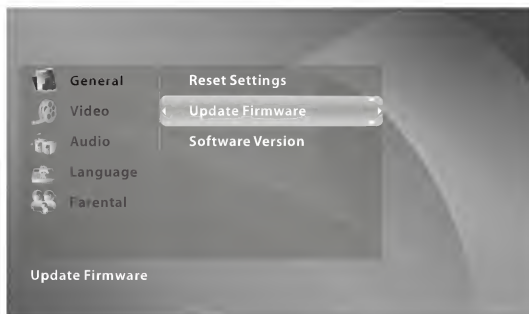 General
Reset Settings
Video
Update Firmware
Audio
Software Version
Language
Parental
Update Firmware